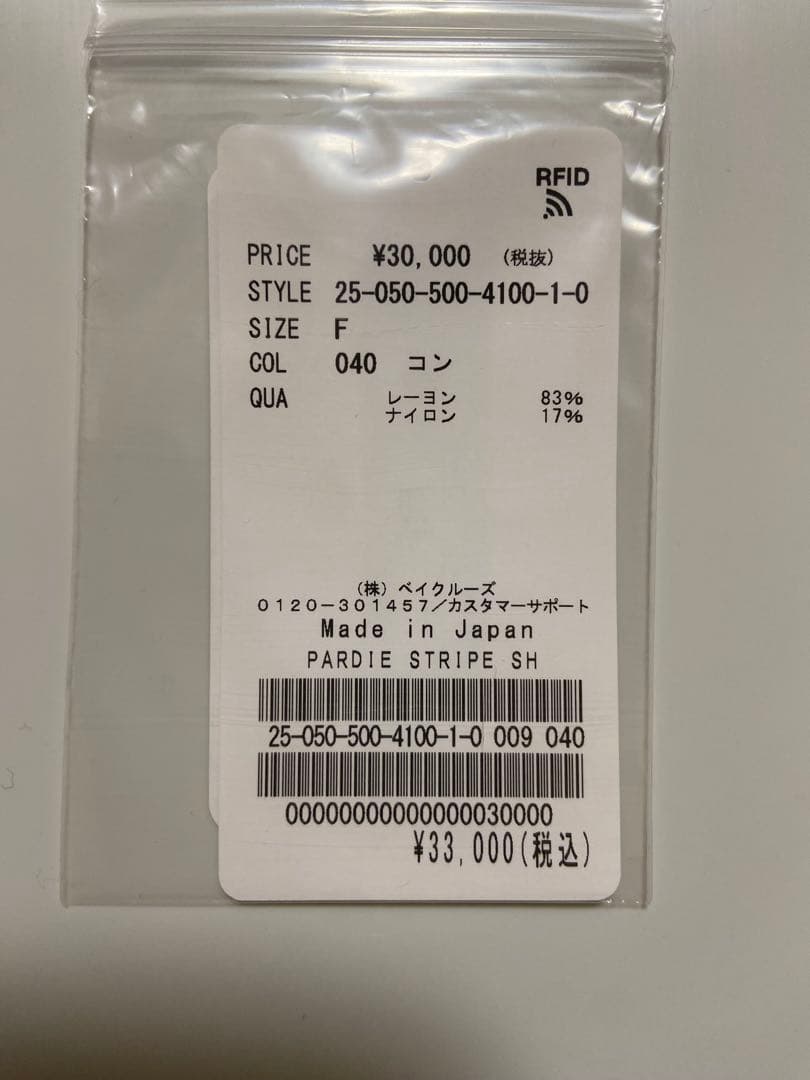 RFID
PRICE ¥30,000 (税抜)
STYLE 25-050-500-4100-1-0
SIZE F
COL 040 コン
QUA レーヨン 83%
ナイロン 17%
(株)ベイクルーズ
0120-301457/カスタマーサポート
Made in Japan
PARDIE STRIPE SH
25-050-500-4100-1-0 009 040
00000000000000030000
¥33,000(税込)